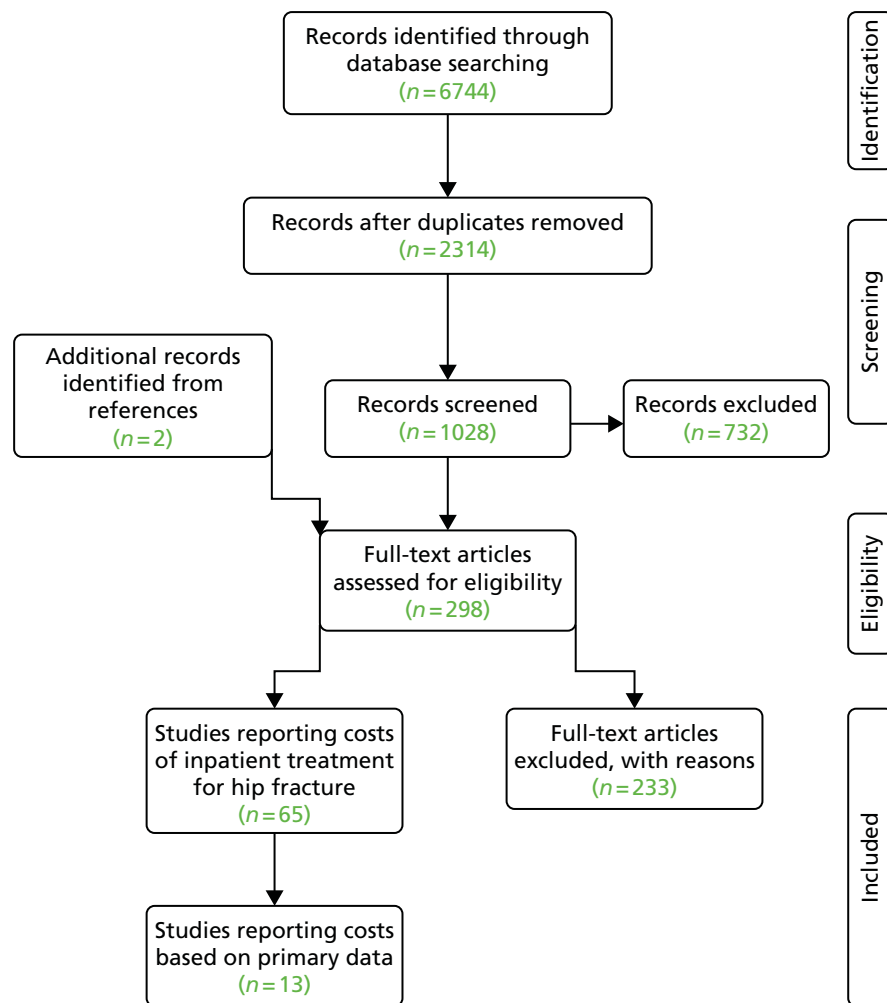 Records identified through
database searching
(n=6744)
Identification
Records after duplicates removed
(n=2314)
Screening
Additional records
identified from
references
(n=2)
Records screened
(n=1028)
Records excluded
(n=732)
Full-text articles
assessed for eligibility
(n=298)
Eligibility
Studies reporting costs
of inpatient treatment
for hip fracture
(n=65)
Full-text articles
excluded, with reasons
(n=233)
Included
Studies reporting costs
based on primary data
(n=13)